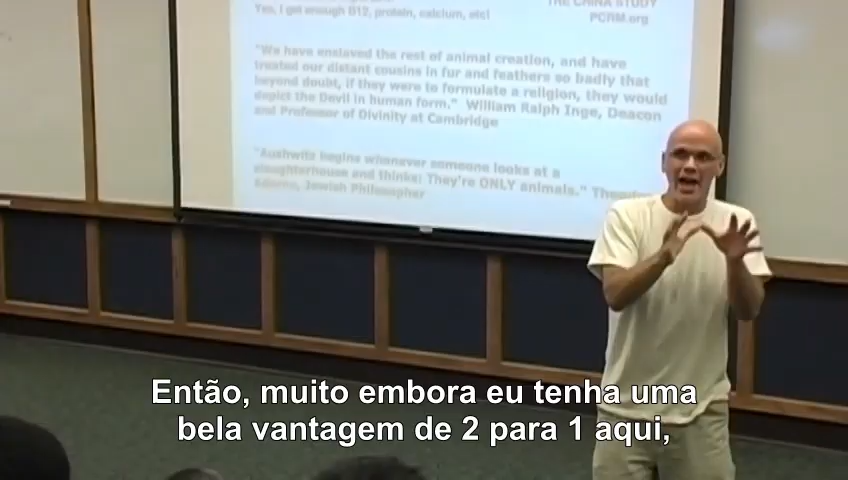 THE CHINA STUDY
Yes, I get enough B12, protein, calcium, etc!
PCRM.org
"We have enslaved the rest of animal creation, and have
treated our distant cousins in fur and feathers so badly that
beyond doubt, if they were to formulate a religion, they would
depict the Devil in human form." William Ralph Inge, Deacon
and Professor of Divinity at Cambridge
"Aushwitz begins whenever someone looks at a
slaughterhouse and thinks: They're ONLY animals."
Adorno, Jewish Philosopher
Então, muito embora eu tenha uma
bela vantagem de 2 para 1 aqui,